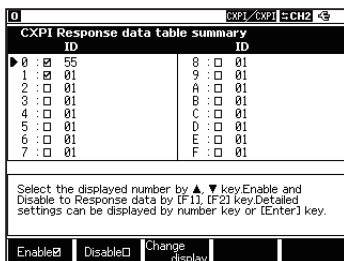 0 CXPI/CXPI ⇆CH2
CXPI Response data table summary
ID ID
▶0 :☑ 55 8 :☐ 01
1 :☑ 01 9 :☐ 01
2 :☐ 01 A :☐ 01
3 :☐ 01 B :☐ 01
4 :☐ 01 C :☐ 01
5 :☐ 01 D :☐ 01
6 :☐ 01 E :☐ 01
7 :☐ 01 F :☐ 01
Select the displayed number by ▲, ▼ key.Enable and
Disable to Response data by [F1], [F2] key.Detailed
settings can be displayed by number key or [Enter] key.
Enable☑ Disable☐ Change
display